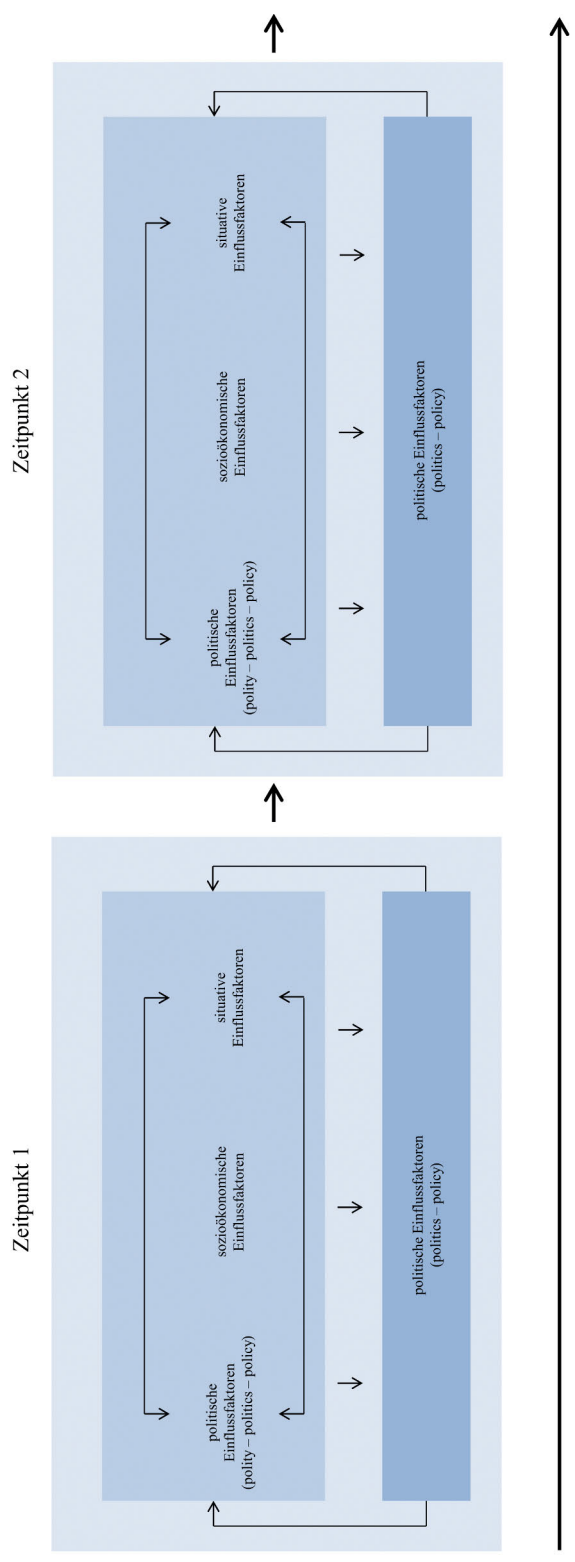 Zeitpunkt 1
politische
Einflussfaktoren
(polity – politics – policy)
sozioökonomische
Einflussfaktoren
situative
Einflussfaktoren
politische Einflussfaktoren
(politics – policy)
Zeitpunkt 2
politische
Einflussfaktoren
(polity – politics – policy)
sozioökonomische
Einflussfaktoren
situative
Einflussfaktoren
politische Einflussfaktoren
(politics – policy)